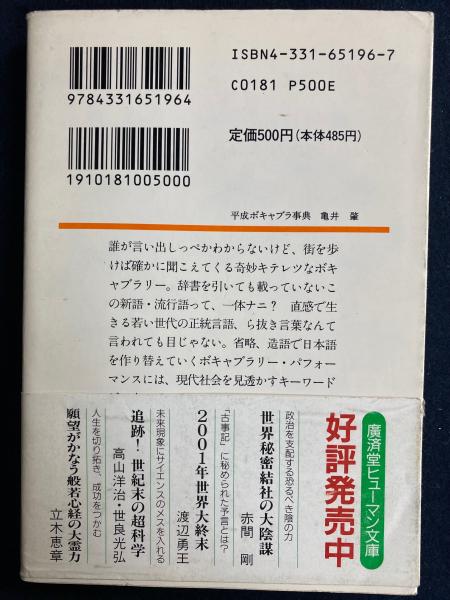 ISBN4-331-65196-7
C0181 P500E
9784331651964
定価500円(本体485円)
1910181005000
平成ボキャブラ事典 亀井 肇
誰が言い出しっぺかわからないけど、街を歩
けば確かに聞こえてくる奇妙キテレツなボキ
ャブラリー。辞書を引いても載っていないこ
の新語・流行語って、一体ナニ? 直感で生
きる若い世代の正統言語、ら抜き言葉なんて
言われても目じゃない。省略、造語で日本語
を作り替えていくボキャブラリー・パフォー
マンスには、現代社会を見透かすキーワード
廣済堂ヒューマン文庫
好評発売中
政治を支配する恐るべき陰の力
世界秘密結社の大陰謀
赤間 剛
「古事記」に秘められた予言とは?
2001年世界大終末
渡辺勇王
未来現象にサイエンスのメスを入れる
追跡! 世紀末の超科学
高山洋治・世良光弘
人生を切り拓き、成功をつかむ
願望がかなう般若心経の大霊力
立木恵章